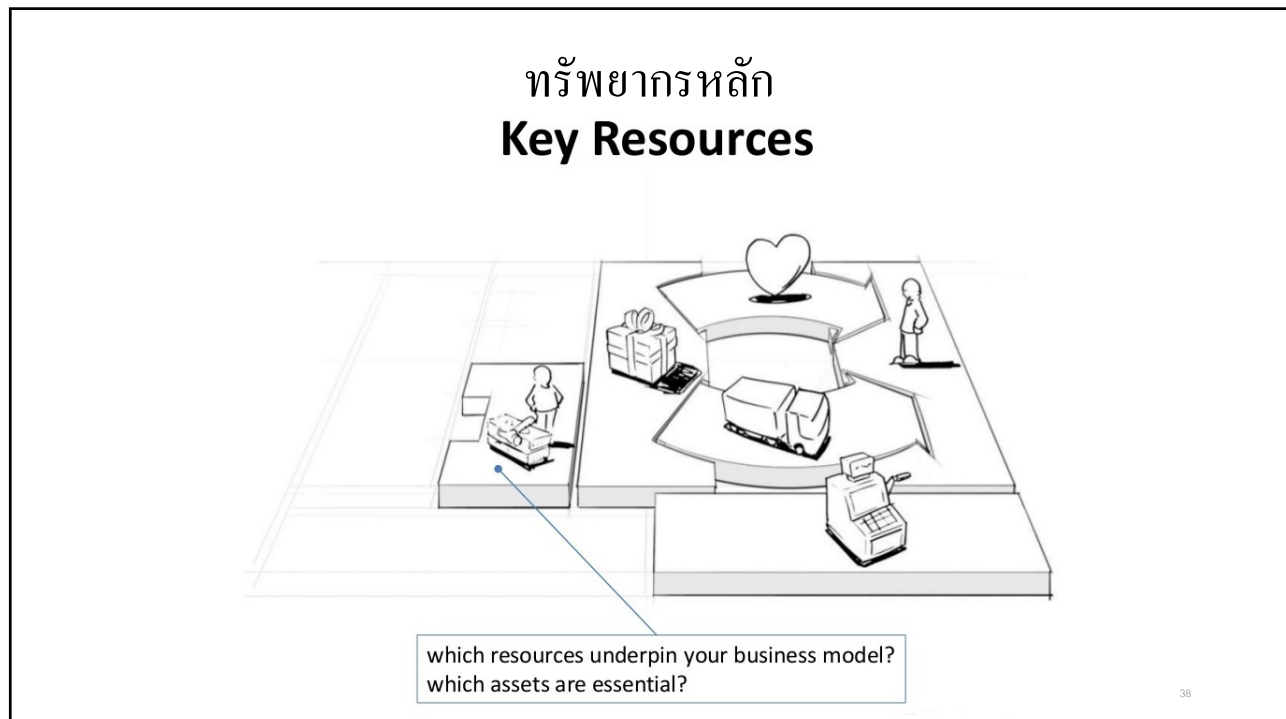 ทรัพยากรหลัก
Key Resources
which resources underpin your business model?
which assets are essential?
38